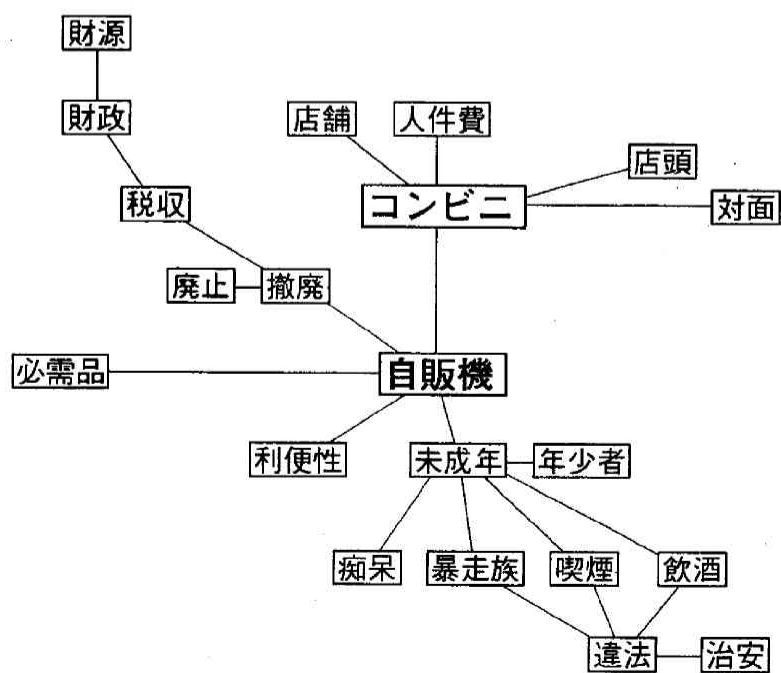 財源
財政
店舗
人件費
店頭
税収
コンビニ
対面
廃止
撤廃
必需品
自販機
利便性
未成年
年少者
痴呆
暴走族
喫煙
飲酒
違法
治安